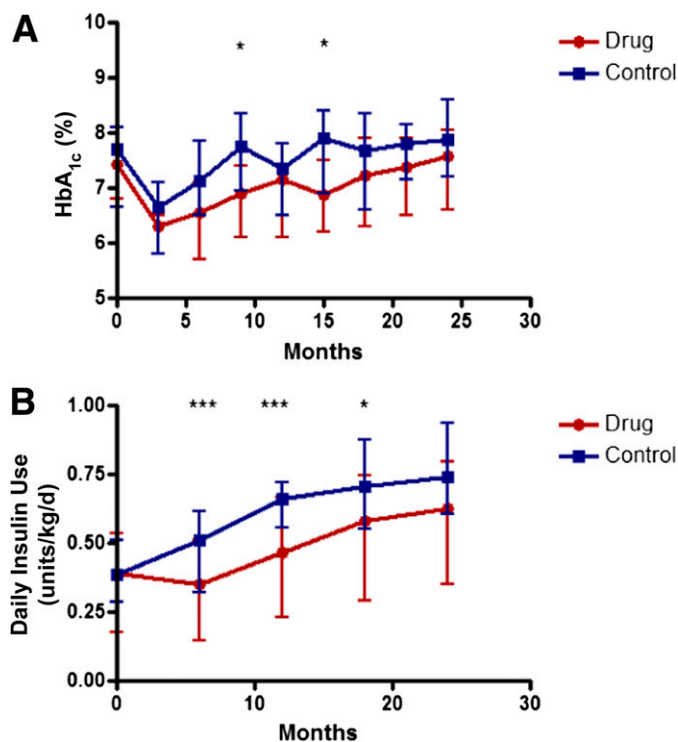 A
10
9
8
7
6
5
HbA1c (%)
* *
Drug
Control
0 5 10 15 20 25 30
Months
B
1.00
0.75
0.50
0.25
0.00
Daily Insulin Use
(units/kg/d)
*** *** *
Drug
Control
0 10 20 30
Months